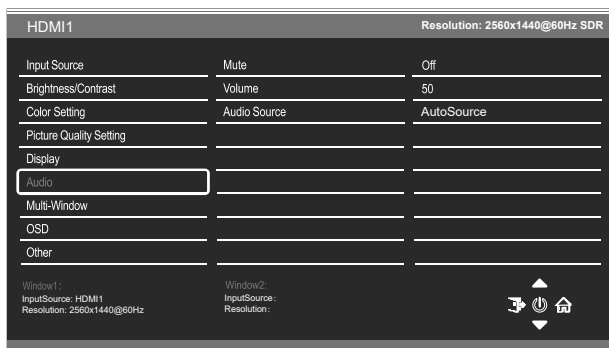 HDMI1 Resolution: 2560x1440@60Hz SDR
Input Source Mute Off
Brightness/Contrast Volume 50
Color Setting Audio Source AutoSource
Picture Quality Setting
Display
Audio
Multi-Window
OSD
Other
Window1: Window2:
InputSource: HDMI1 InputSource:
Resolution: 2560x1440@60Hz Resolution: